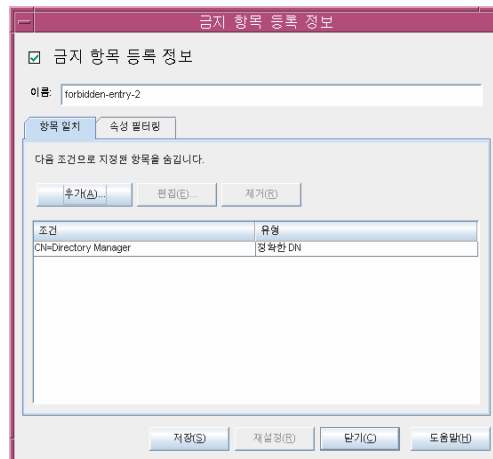 금지 항목 등록 정보
금지 항목 등록 정보
이름: forbidden-entry-2
항목 일치 속성 필터링
다음 조건으로 지정된 항목을 숨깁니다.
추가(A)... 편집(E)... 제거(R)
조건 유형
CN=Directory Manager 정확한 DN
저장(S) 재설정(R) 닫기(C) 도움말(H)